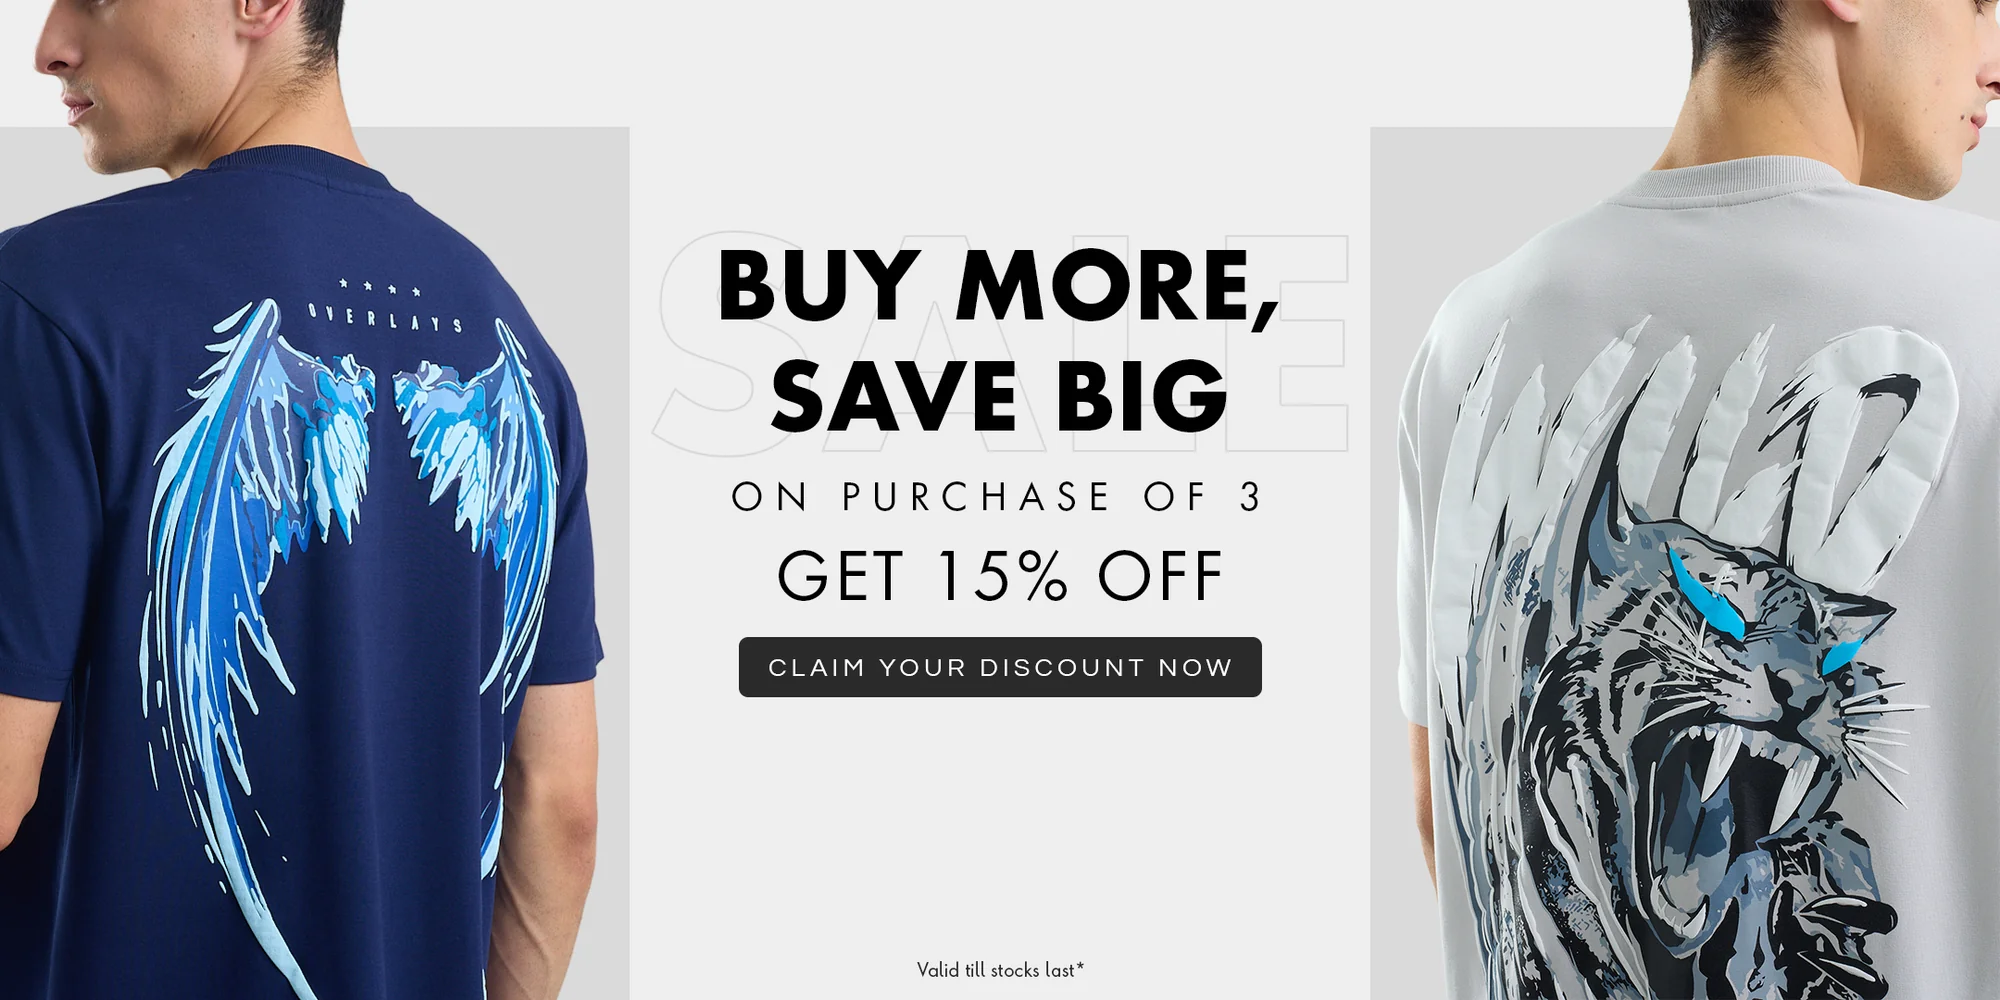 SALE
BUY MORE,
SAVE BIG
ON PURCHASE OF 3
GET 15% OFF
CLAIM YOUR DISCOUNT NOW
Valid till stocks last*
OVERLAYS
WILD